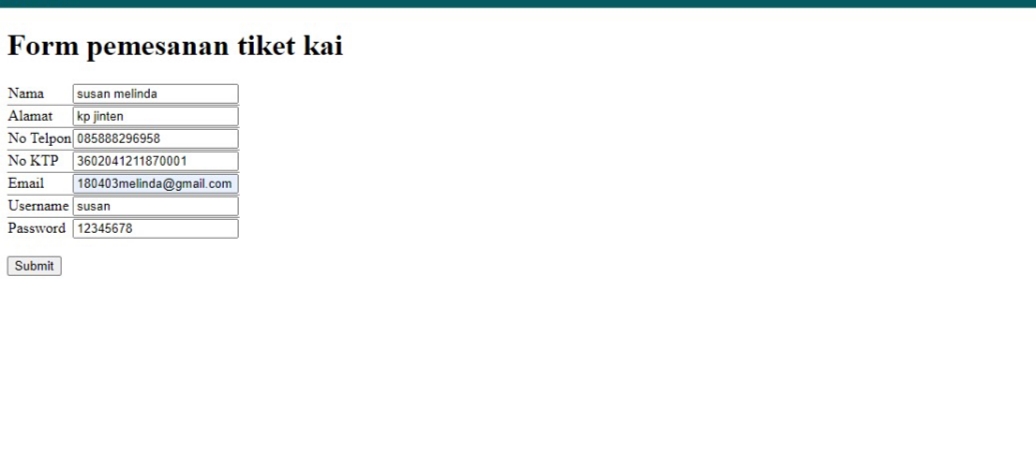 Form pemesanan tiket kai
Nama susan melinda
Alamat kp jinten
No Telpon 085888296958
No KTP 3602041211870001
Email 180403melinda@gmail.com
Username susan
Password 12345678
Submit